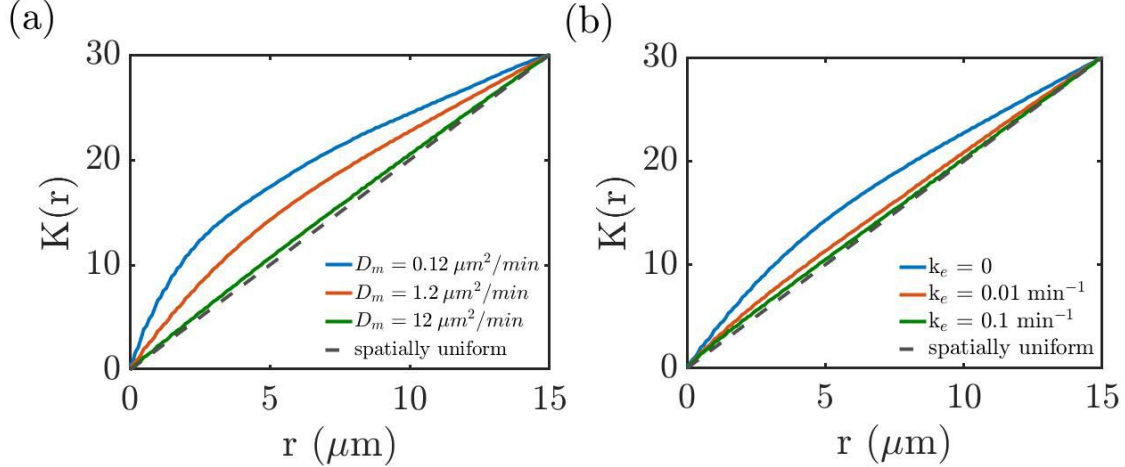 (a)
30
20
10
0
K(r)
D_m = 0.12 μm²/min
D_m = 1.2 μm²/min
D_m = 12 μm²/min
spatially uniform
0 5 10 15
r (μm)
(b)
30
20
10
0
K(r)
k_e = 0
k_e = 0.01 min⁻¹
k_e = 0.1 min⁻¹
spatially uniform
0 5 10 15
r (μm)